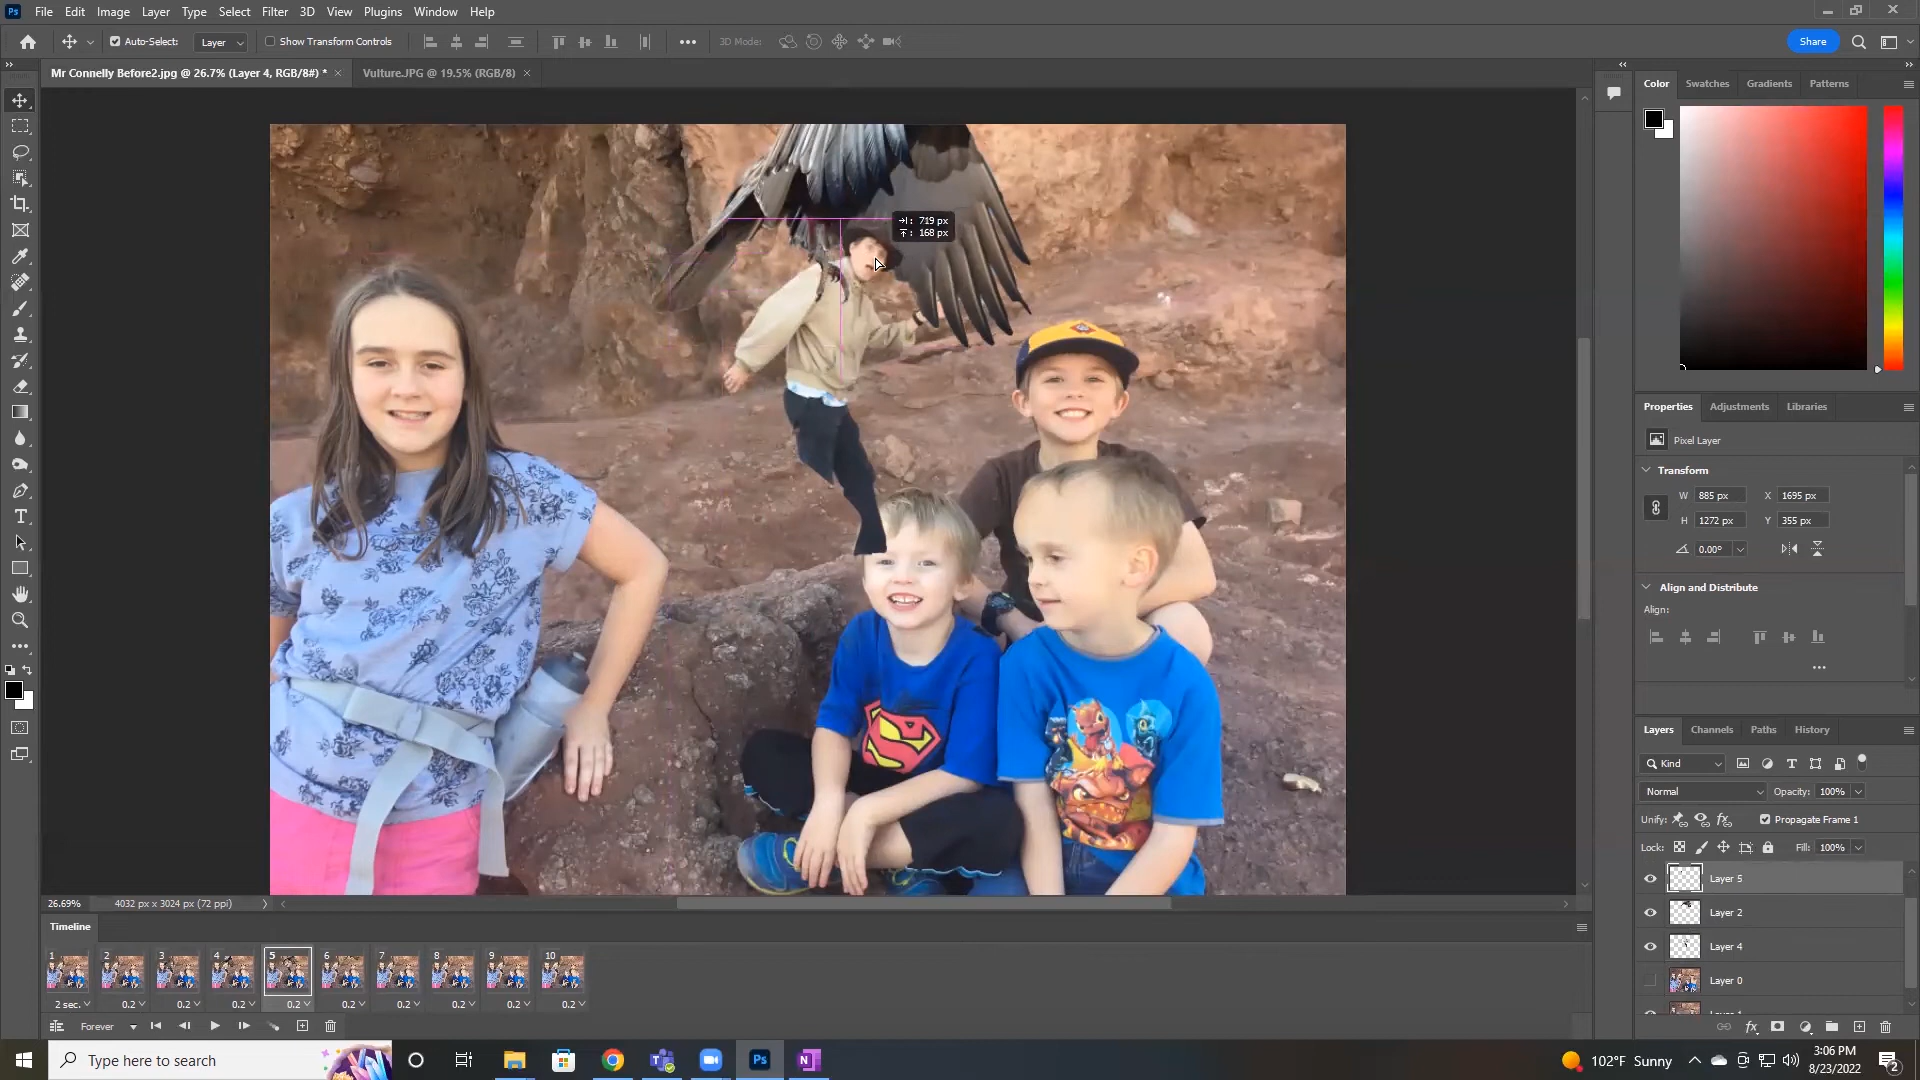 Ps File Edit Image Layer Type Select Filter 3D View Plugins Window Help
Auto-Select: Layer Show Transform Controls 3D Mode: Share
Mr Connelly Before2.jpg @ 26.7% (Layer 4, RGB/8#) * × Vulture.JPG @ 19.5% (RGB/8) ×
Color Swatches Gradients Patterns
719 px
168 px
Properties Adjustments Libraries
Pixel Layer
Transform
W 885 px X 1695 px
H 1272 px Y 355 px
0.00°
Align and Distribute
Align:
Layers Channels Paths History
Kind
Normal Opacity: 100%
Unify: Propagate Frame 1
Lock: Fill: 100%
Layer 5
Layer 2
Layer 4
Layer 0
26.69% 4032 px x 3024 px (72 ppi)
Timeline
1 2 3 4 5 6 7 8 9 10
2 sec. 0.2 0.2 0.2 0.2 0.2 0.2 0.2 0.2 0.2
Forever
Type here to search
Ps
N
102°F Sunny
3:06 PM
8/23/2022
2